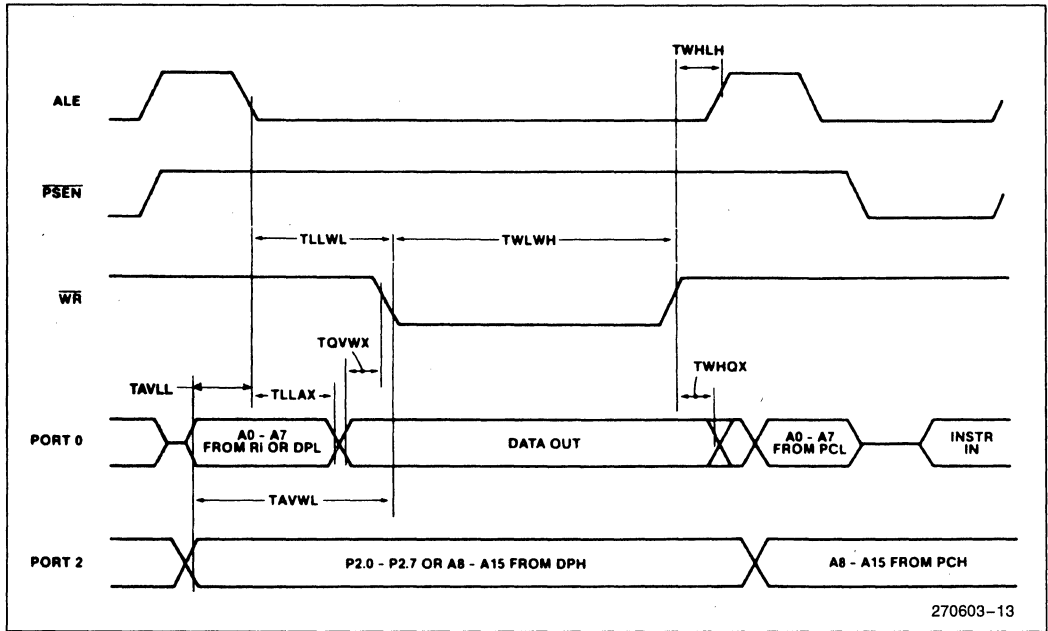 TWHLH
ALE
PSEN
TLLWL
TWLWH
WR
TQVWX
TWHQX
TAVLL
TLLAX
PORT 0
A0 - A7
FROM RI OR DPL
DATA OUT
A0 - A7
FROM PCL
INSTR
IN
TAVWL
PORT 2
P2.0 - P2.7 OR A8 - A15 FROM DPH
A8 - A15 FROM PCH
270603-13